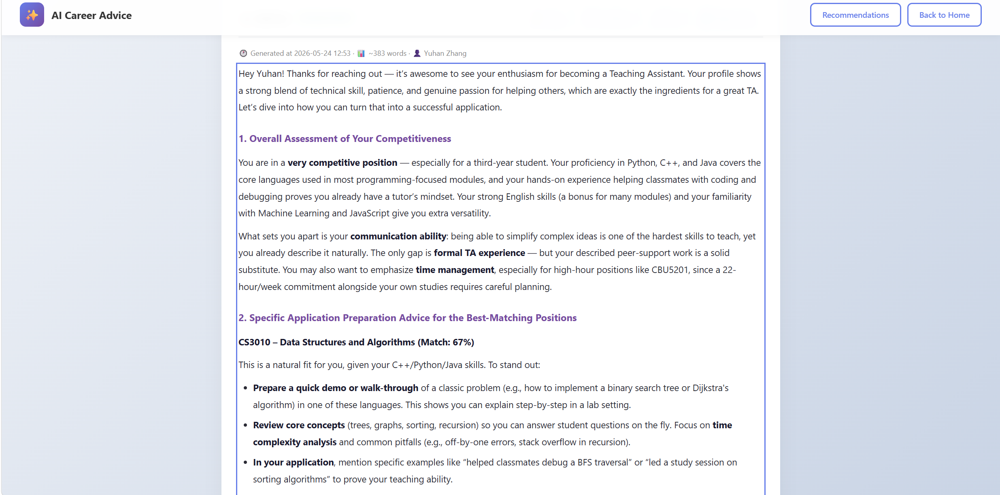 AI Career Advice
Recommendations
Back to Home
Generated at 2026-05-24 12:53 · ~383 words · Yuhan Zhang
Hey Yuhan! Thanks for reaching out — it’s awesome to see your enthusiasm for becoming a Teaching Assistant. Your profile shows
a strong blend of technical skill, patience, and genuine passion for helping others, which are exactly the ingredients for a great TA.
Let’s dive into how you can turn that into a successful application.
1. Overall Assessment of Your Competitiveness
You are in a very competitive position — especially for a third-year student. Your proficiency in Python, C++, and Java covers the
core languages used in most programming-focused modules, and your hands-on experience helping classmates with coding and
debugging proves you already have a tutor’s mindset. Your strong English skills (a bonus for many modules) and your familiarity
with Machine Learning and JavaScript give you extra versatility.
What sets you apart is your communication ability: being able to simplify complex ideas is one of the hardest skills to teach, yet
you already describe it naturally. The only gap is formal TA experience — but your described peer-support work is a solid
substitute. You may also want to emphasize time management, especially for high-hour positions like CBU5201, since a 22-
hour/week commitment alongside your own studies requires careful planning.
2. Specific Application Preparation Advice for the Best-Matching Positions
CS3010 – Data Structures and Algorithms (Match: 67%)
This is a natural fit for you, given your C++/Python/Java skills. To stand out:
• Prepare a quick demo or walk-through of a classic problem (e.g., how to implement a binary search tree or Dijkstra's
algorithm) in one of these languages. This shows you can explain step-by-step in a lab setting.
• Review core concepts (trees, graphs, sorting, recursion) so you can answer student questions on the fly. Focus on time
complexity analysis and common pitfalls (e.g., off-by-one errors, stack overflow in recursion).
• In your application, mention specific examples like “helped classmates debug a BFS traversal” or “led a study session on
sorting algorithms” to prove your teaching ability.